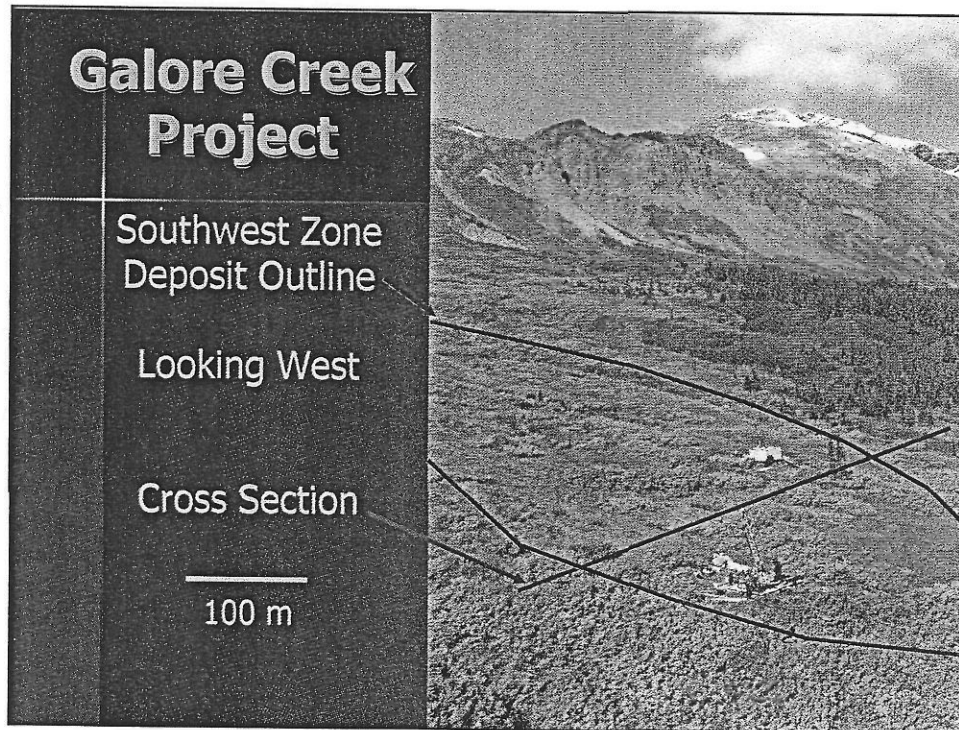 Galore Creek
Project
Southwest Zone
Deposit Outline
Looking West
Cross Section
100 m